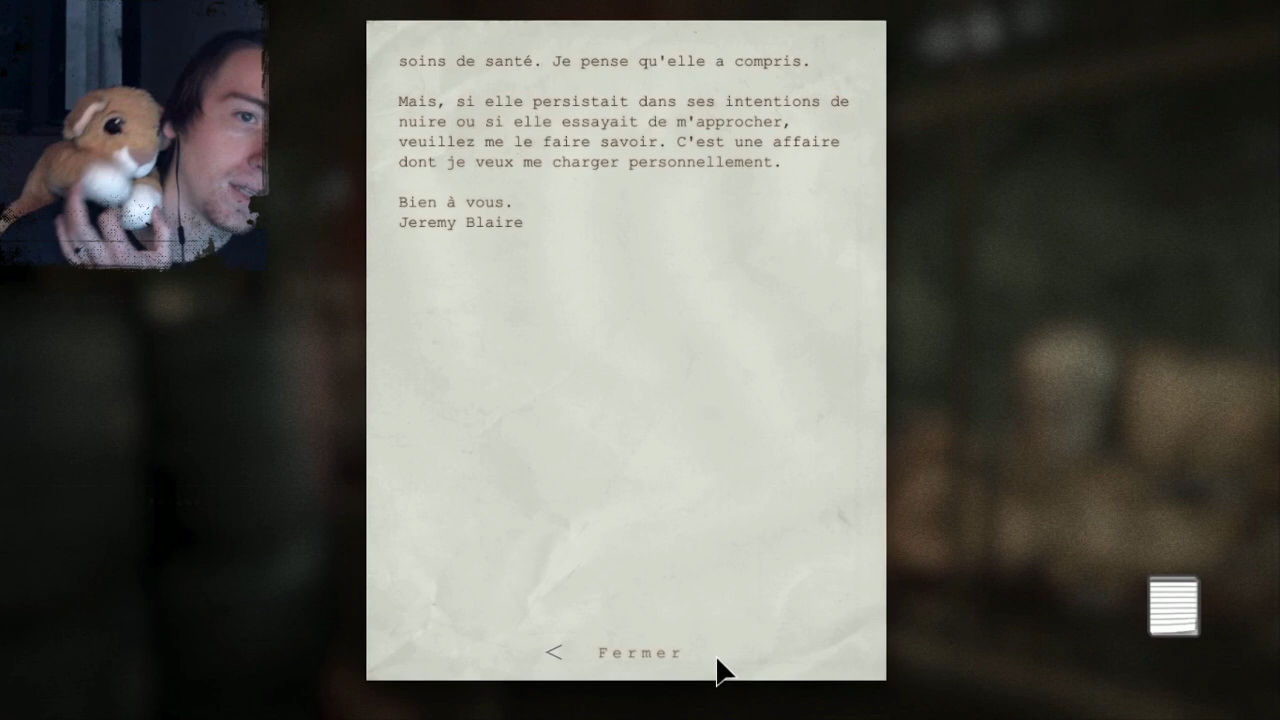 soins de santé. Je pense qu'elle a compris.
Mais, si elle persistait dans ses intentions de
nuire ou si elle essayait de m'approcher,
veuillez me le faire savoir. C'est une affaire
dont je veux me charger personnellement.
Bien à vous.
Jeremy Blaire
< Fermer